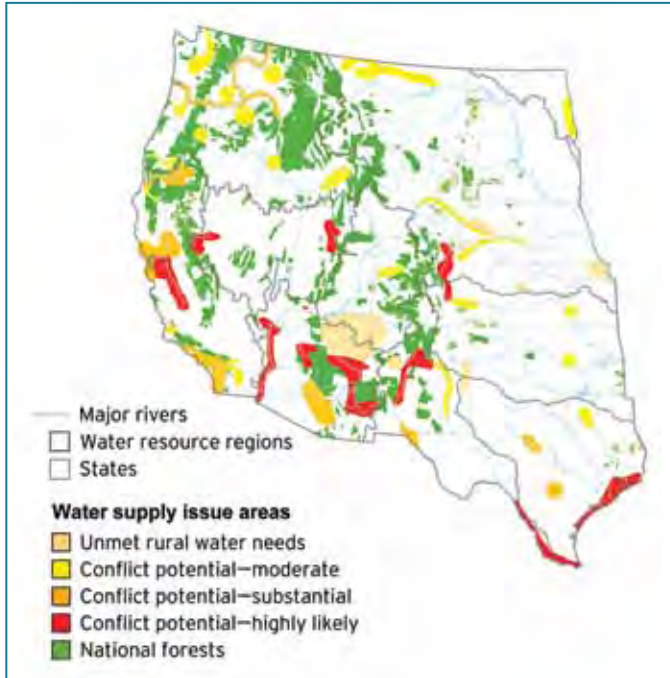 Major rivers
Water resource regions
States
Water supply issue areas
Unmet rural water needs
Conflict potential—moderate
Conflict potential—substantial
Conflict potential—highly likely
National forests